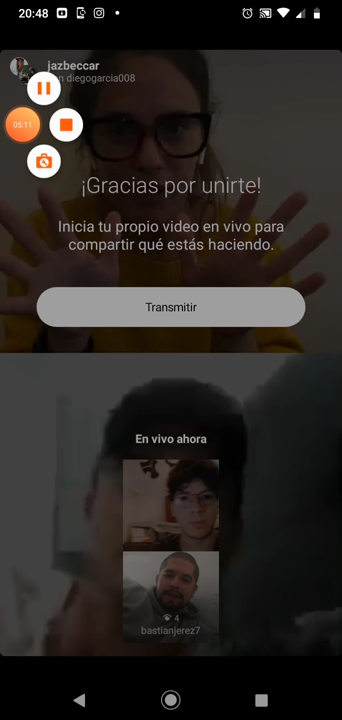 20:48
jazbeccar
diegogarcia008
05:11
¡Gracias por unirte!
Inicia tu propio video en vivo para
compartir qué estás haciendo.
Transmitir
En vivo ahora
4
bastianjerez7